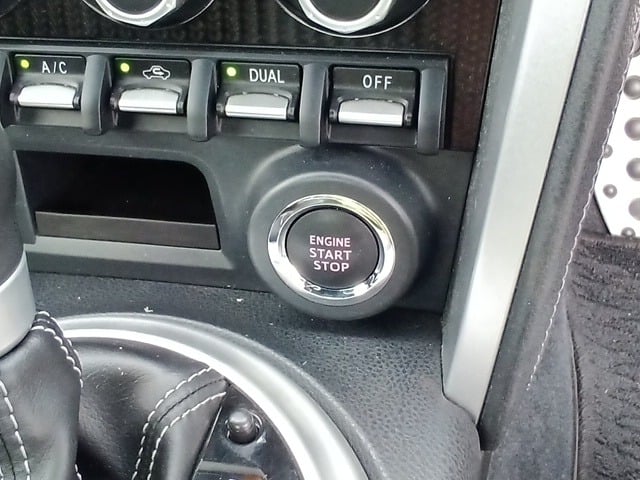 A/C
DUAL
OFF
ENGINE
START
STOP